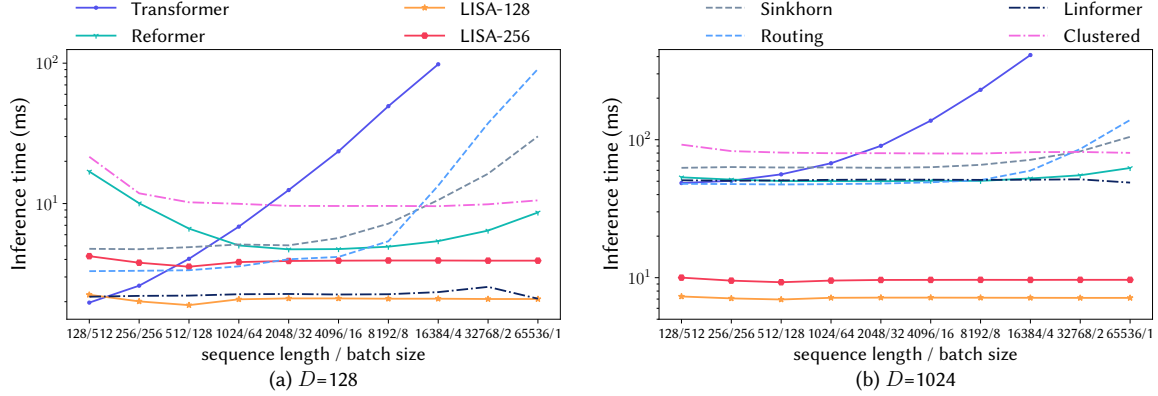 Transformer LISA-128 Sinkhorn Linformer
Reformer LISA-256 Routing Clustered
Inference time (ms)
10²
10¹
128/512 256/256 512/128 1024/64 2048/32 4096/16 8192/8 16384/4 32768/2 65536/1
sequence length / batch size
(a) D=128
Inference time (ms)
10²
10¹
128/512 256/256 512/128 1024/64 2048/32 4096/16 8192/8 16384/4 32768/2 65536/1
sequence length / batch size
(b) D=1024